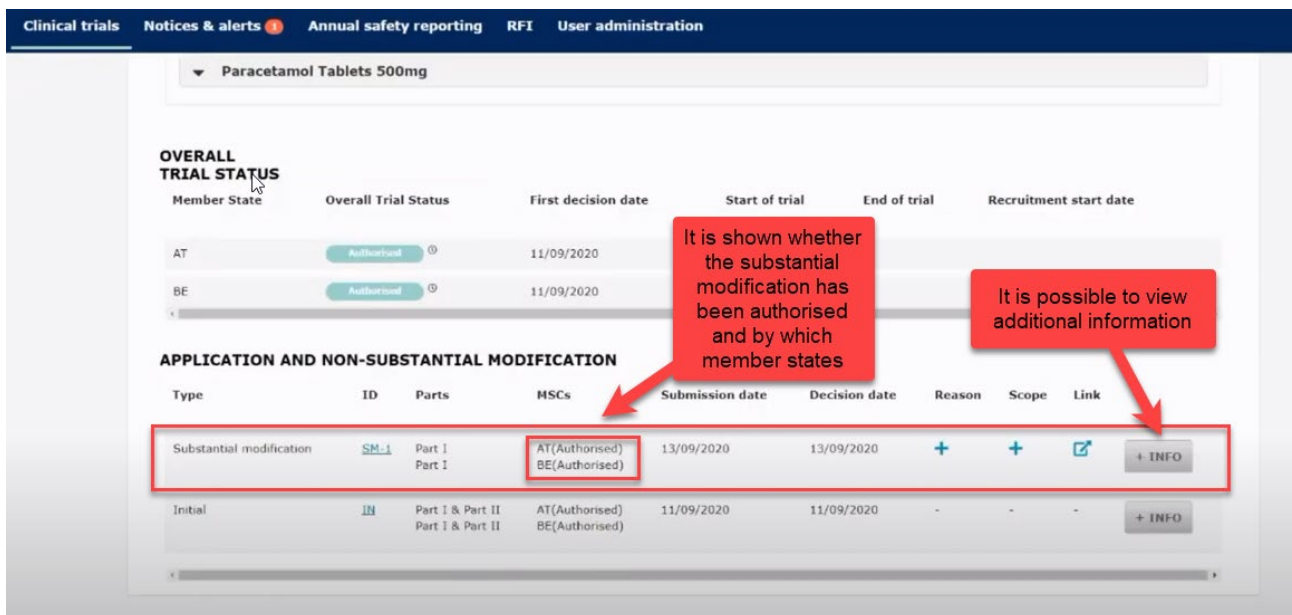 Clinical trials Notices & alerts 1 Annual safety reporting RFI User administration
Paracetamol Tablets 500mg
OVERALL
TRIAL STATUS
Member State Overall Trial Status First decision date Start of trial End of trial Recruitment start date
AT Authorised 11/09/2020
BE Authorised 11/09/2020
It is shown whether
the substantial
modification has
been authorised
and by which
member states
It is possible to view
additional information
APPLICATION AND NON-SUBSTANTIAL MODIFICATION
Type ID Parts MSCs Submission date Decision date Reason Scope Link
Substantial modification SM-1 Part I AT(Authorised) 13/09/2020 13/09/2020 + + + INFO
Part I BE(Authorised)
Initial IN Part I & Part II AT(Authorised) 11/09/2020 11/09/2020 - - - + INFO
Part I & Part II BE(Authorised)